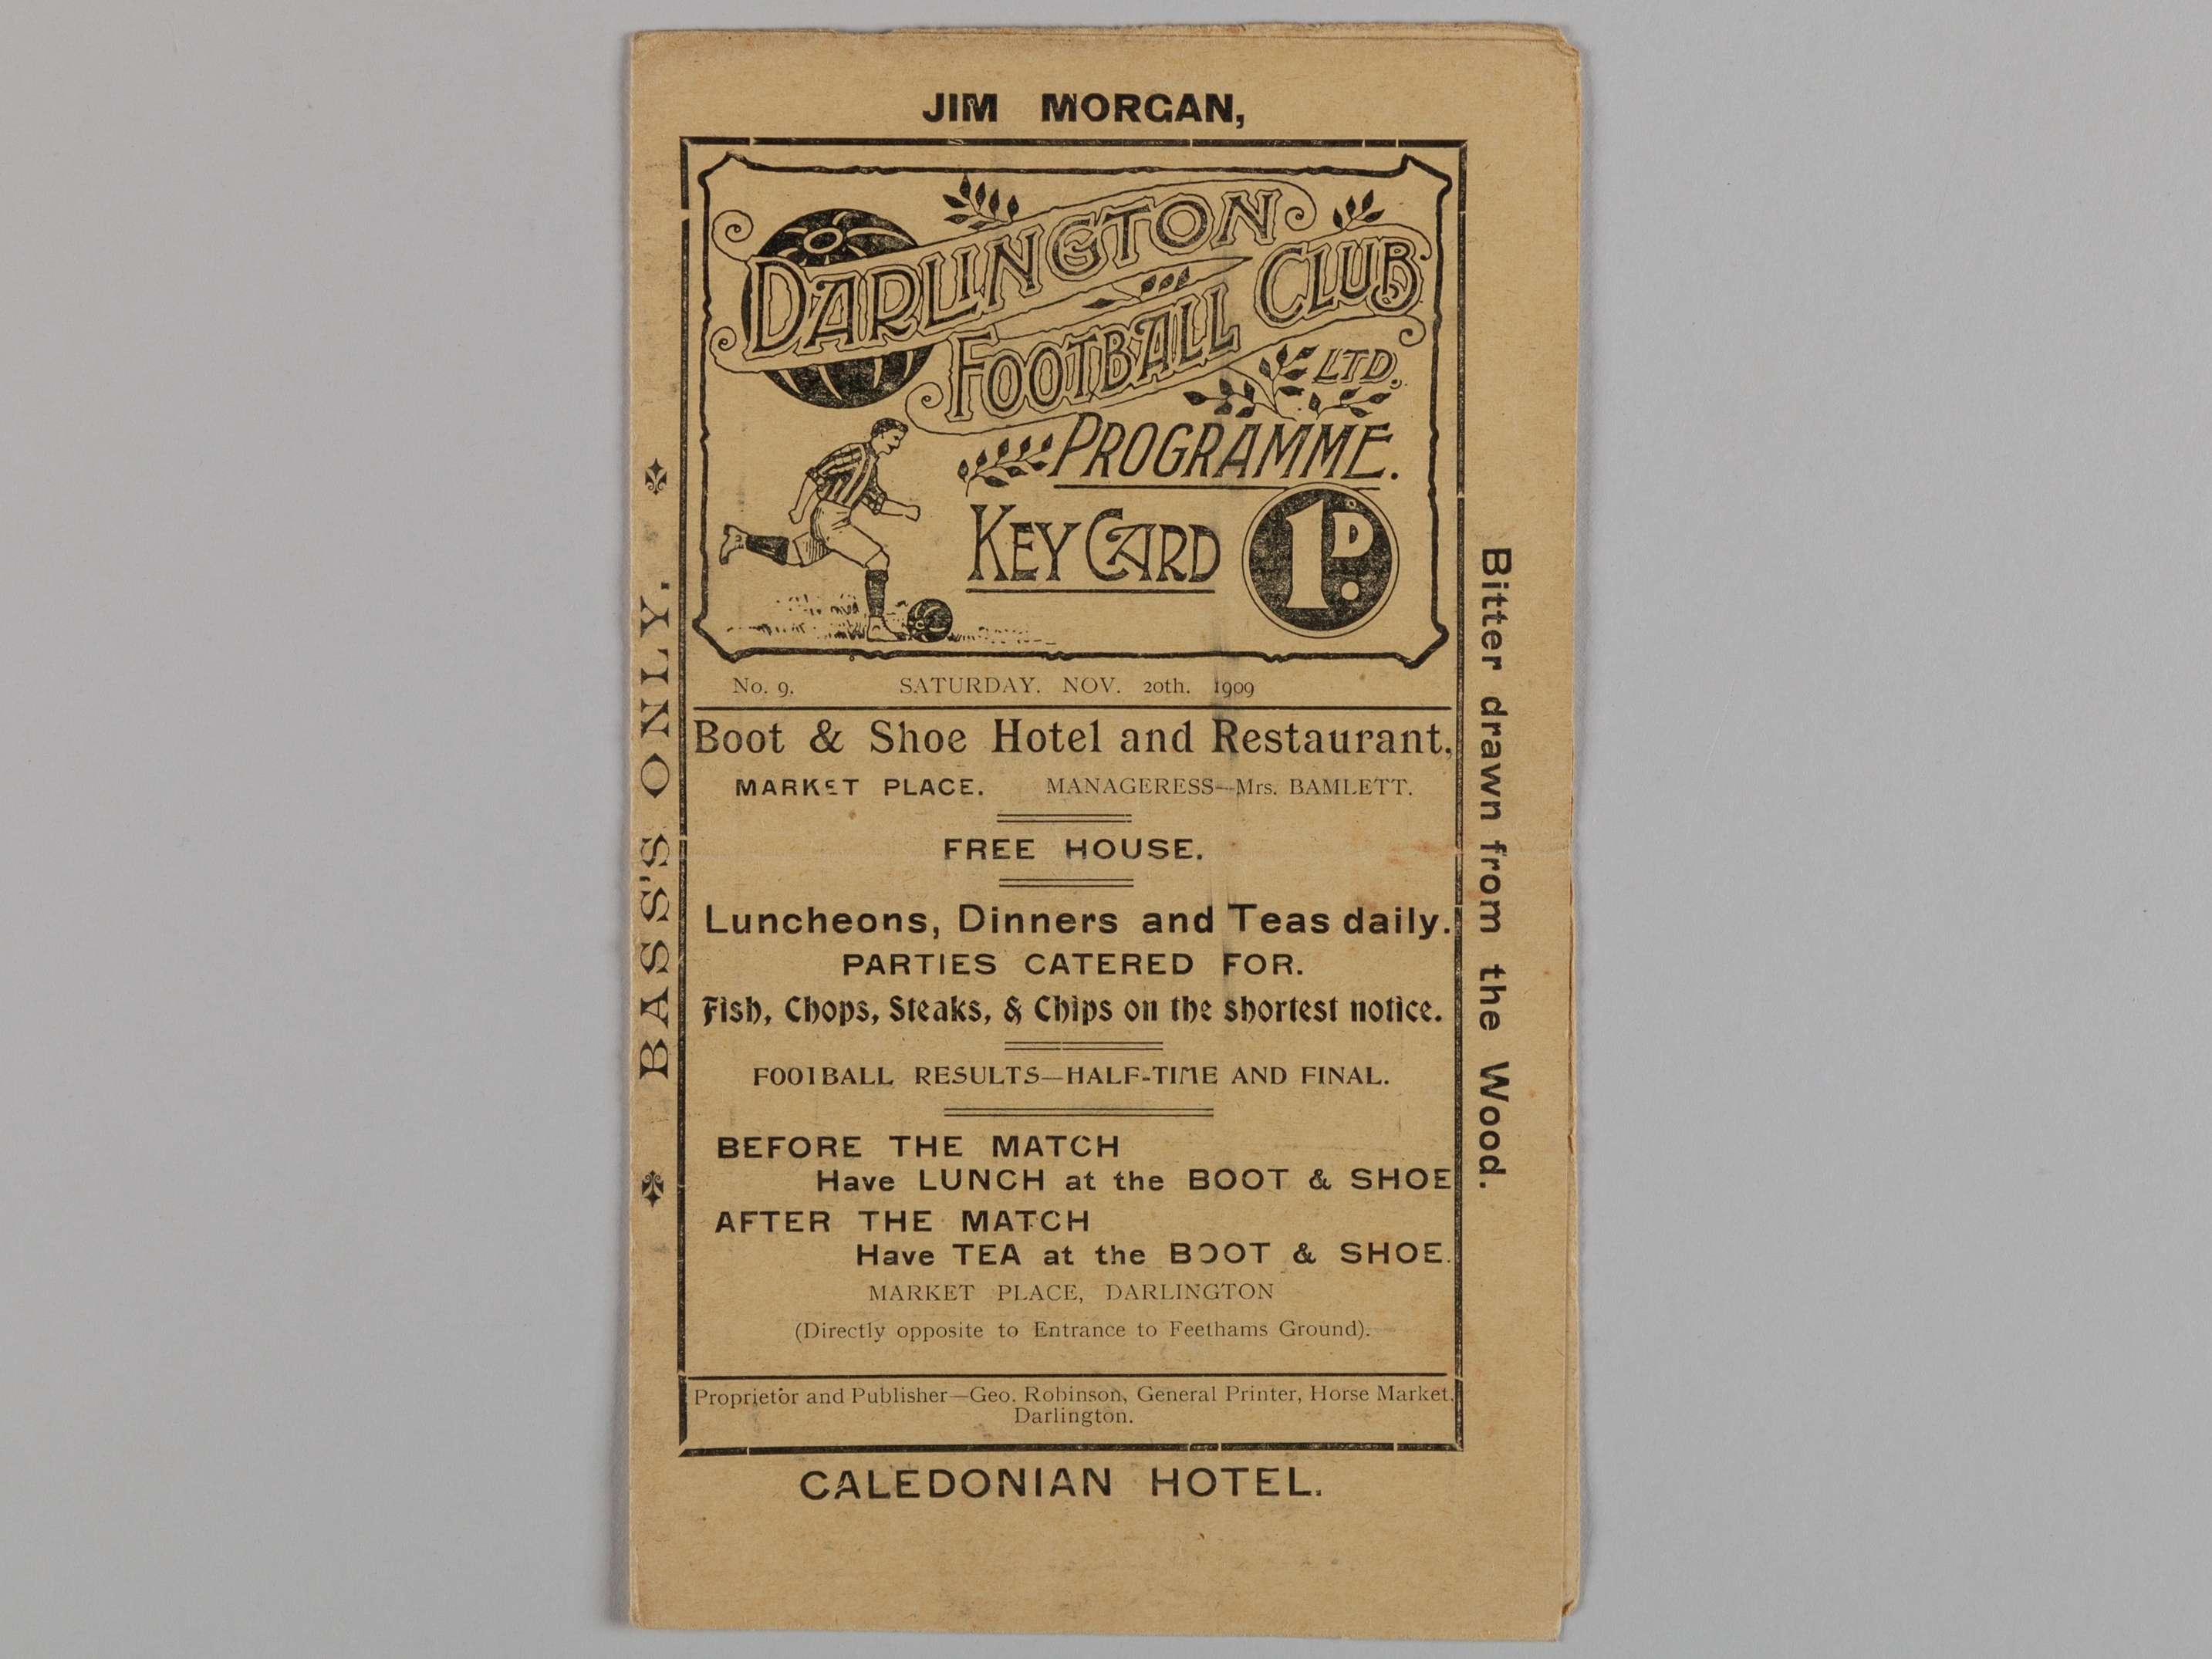 JIM MORGAN,
DARLINGTON
FOOTBALL CLUB
LTD.
PROGRAMME.
KEY CARD 1D.
No. 9. SATURDAY. NOV. 20th. 1909
Boot & Shoe Hotel and Restaurant,
MARKET PLACE. MANAGERESS—Mrs. BAMLETT.
FREE HOUSE.
Luncheons, Dinners and Teas daily.
PARTIES CATERED FOR.
Fish, Chops, Steaks, & Chips on the shortest notice.
FOOTBALL RESULTS—HALF-TIME AND FINAL.
BEFORE THE MATCH
Have LUNCH at the BOOT & SHOE
AFTER THE MATCH
Have TEA at the BOOT & SHOE.
MARKET PLACE, DARLINGTON
(Directly opposite to Entrance to Feethams Ground).
Proprietor and Publisher—Geo. Robinson, General Printer, Horse Market,
Darlington.
CALEDONIAN HOTEL.
BASS'S ONLY.
Bitter drawn from the Wood.